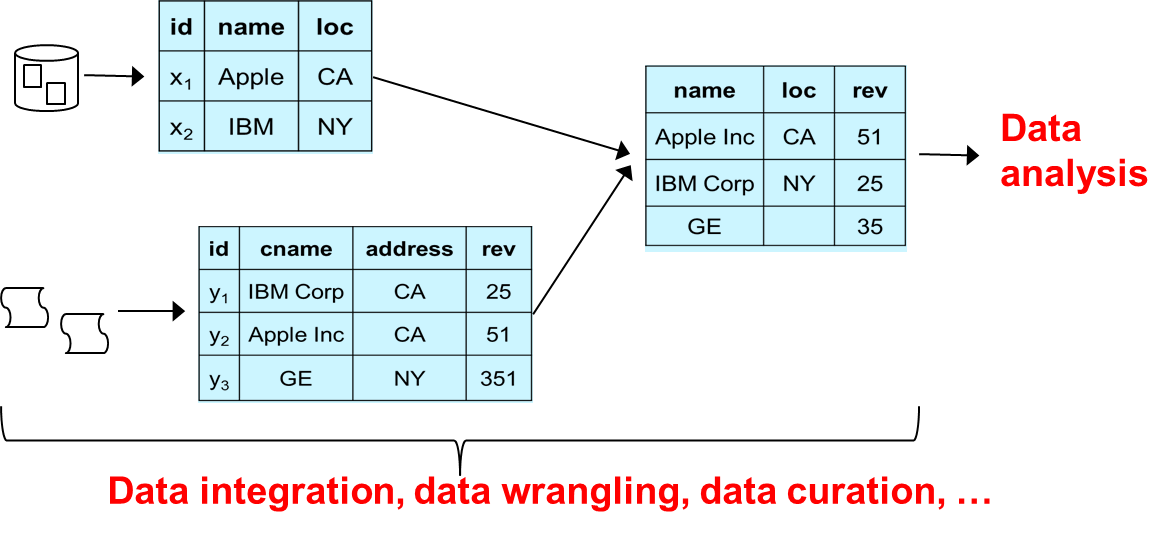 id name loc
x1 Apple CA
x2 IBM NY
name loc rev
Apple Inc CA 51
IBM Corp NY 25
GE 35
Data
analysis
id cname address rev
y1 IBM Corp CA 25
y2 Apple Inc CA 51
y3 GE NY 351
Data integration, data wrangling, data curation, …